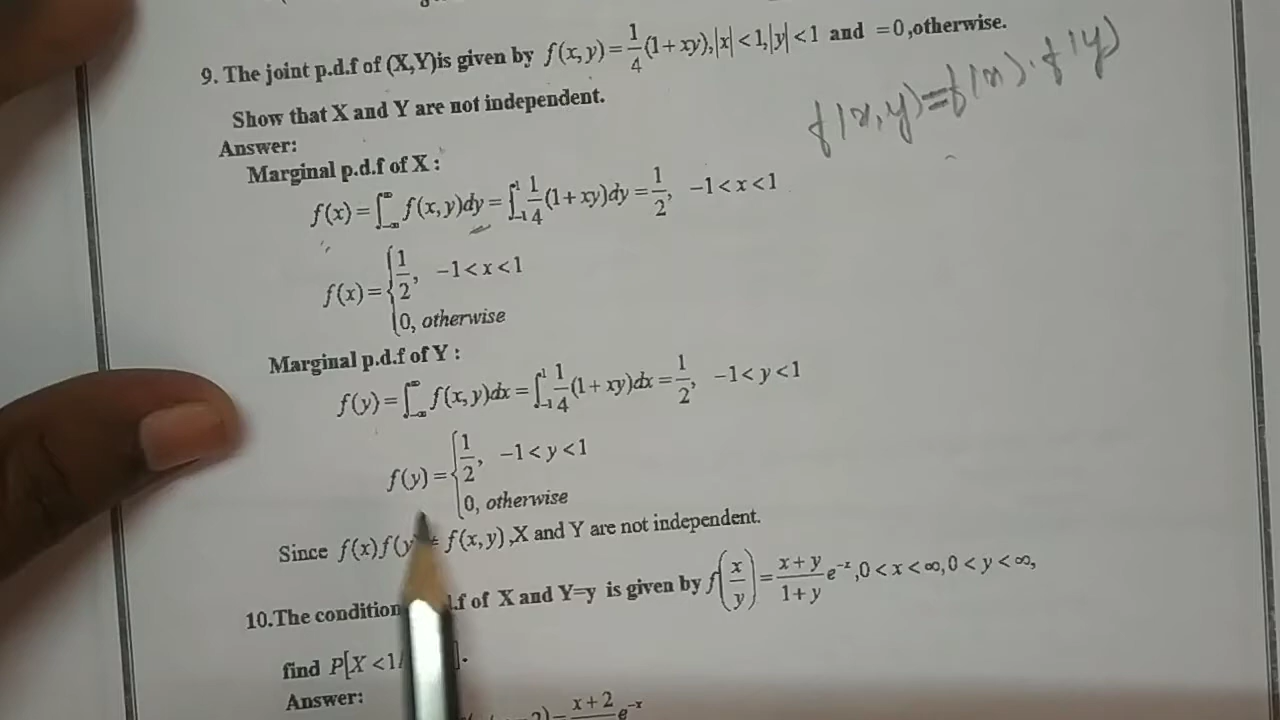 9. The joint p.d.f of (X,Y)is given by f(x, y) = 1/4 (1 + xy), |x| < 1, |y| < 1 and = 0 ,otherwise.
f(x, y) = f(x) . f(y)
Show that X and Y are not independent.
Answer:
Marginal p.d.f of X :
f(x) = ∫_{-∞}^{∞} f(x, y)dy = ∫_{-1}^{1} 1/4 (1 + xy)dy = 1/2, −1 < x < 1
f(x) = { 1/2, −1 < x < 1
0, otherwise
Marginal p.d.f of Y :
f(y) = ∫_{-∞}^{∞} f(x, y)dx = ∫_{-1}^{1} 1/4 (1 + xy)dx = 1/2, −1 < y < 1
f(y) = { 1/2, −1 < y < 1
0, otherwise
Since f(x) f(y) ≠ f(x, y) ,X and Y are not independent.
10.The condition .f of X and Y=y is given by f(x/y) = (x + y)/(1 + y) e^{-x} ,0 < x < ∞,0 < y < ∞,
find P[X < 1/ ].
Answer:
2) = x + 2 e^{-x}